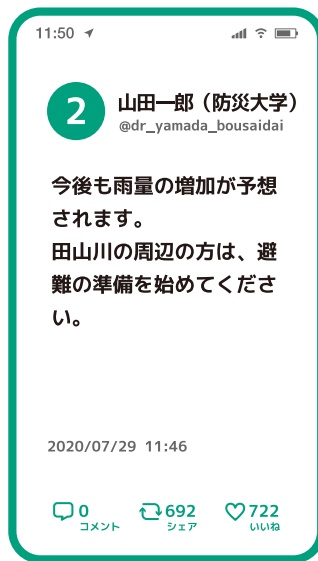 11:50
2
山田一郎（防災大学）
@dr_yamada_bousaidai
今後も雨量の増加が予想
されます。
田山川の周辺の方は、避
難の準備を始めてくださ
い。
2020/07/29 11:46
0 692 722
コメント シェア いいね